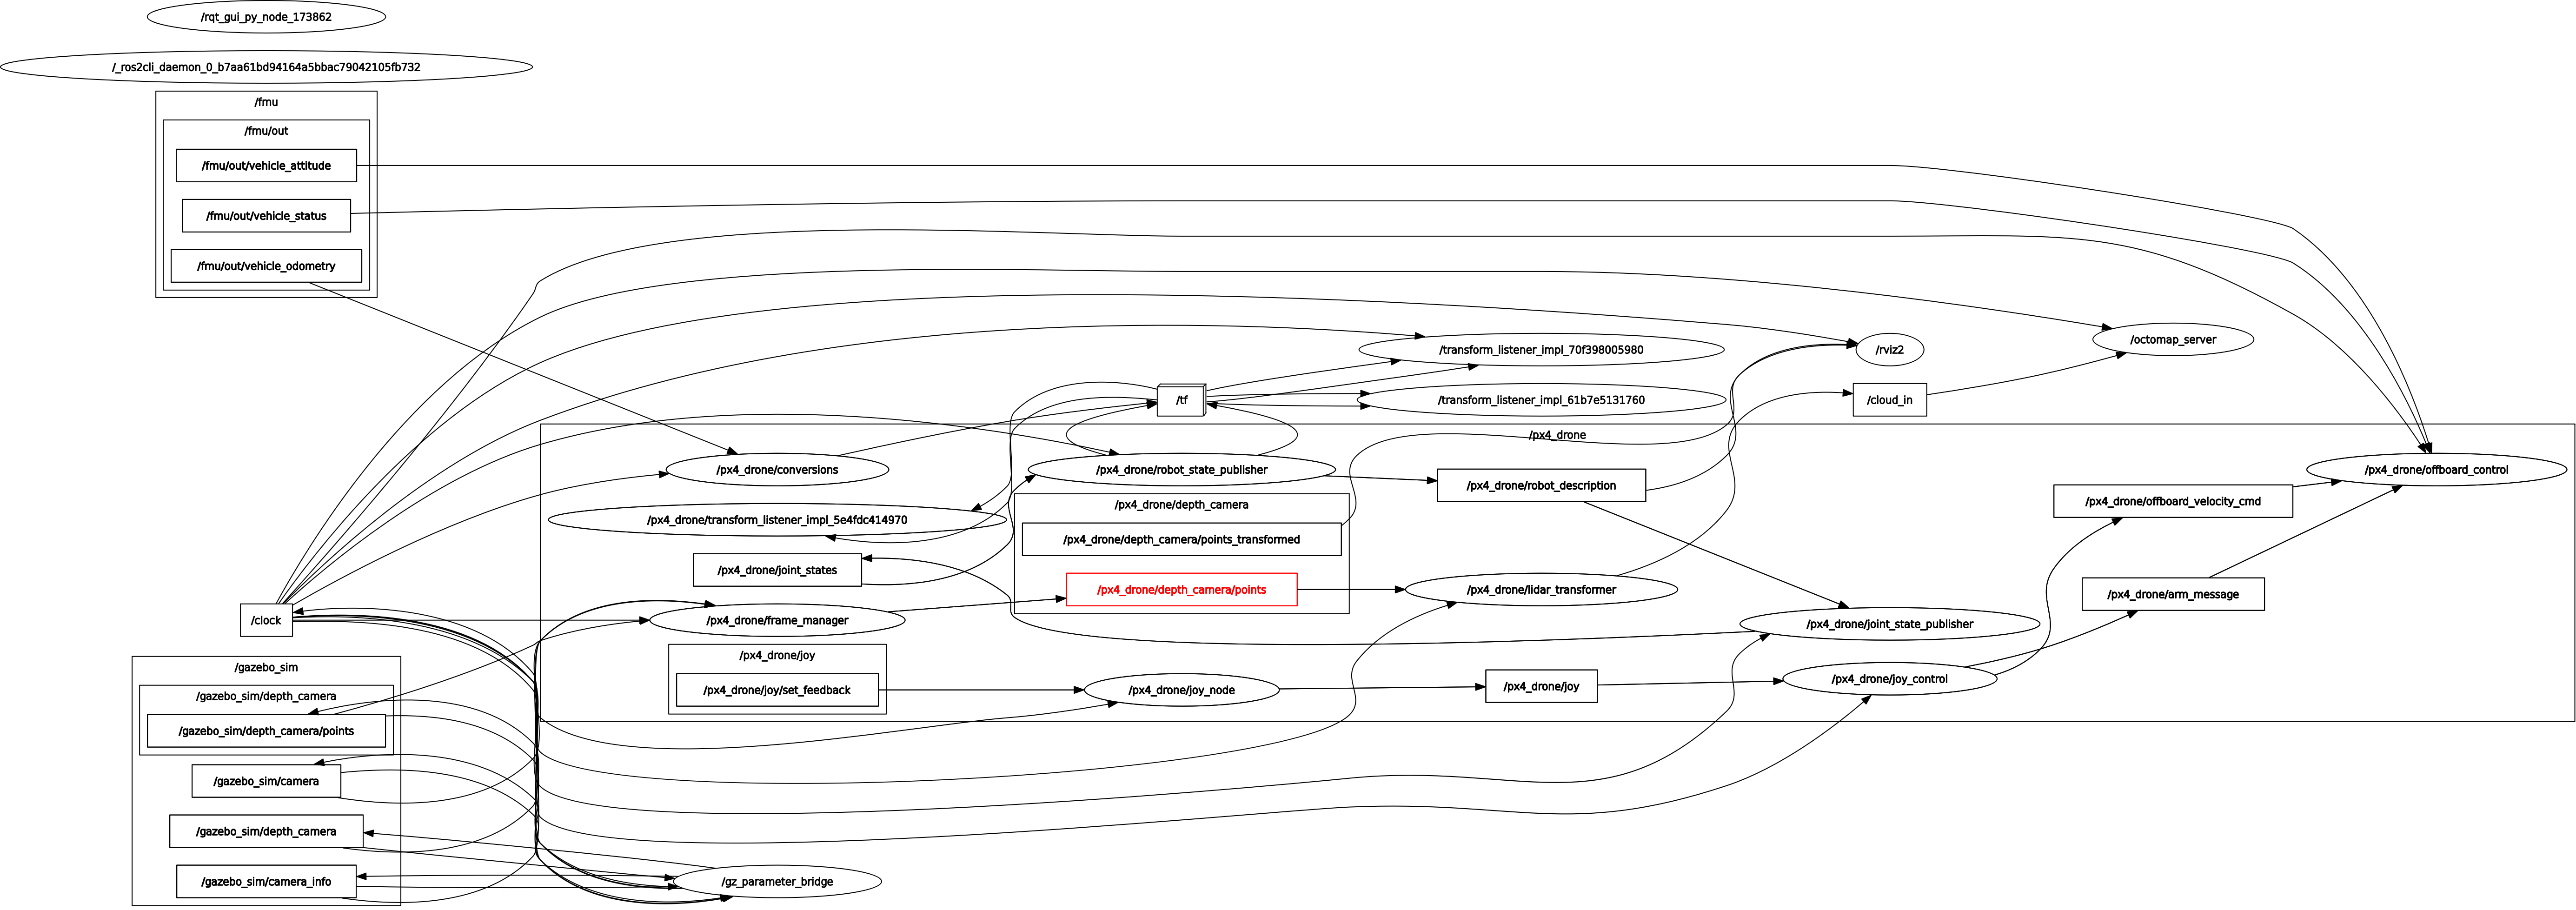 /rqt_gui_py_node_173862
/_ros2cli_daemon_0_b7aa61bd94164a5bbac79042105fb732
/fmu
/fmu/out
/fmu/out/vehicle_attitude
/fmu/out/vehicle_status
/fmu/out/vehicle_odometry
/transform_listener_impl_70f398005980
/rviz2
/octomap_server
/tf
/transform_listener_impl_61b7e5131760
/cloud_in
/px4_drone
/px4_drone/conversions
/px4_drone/robot_state_publisher
/px4_drone/robot_description
/px4_drone/offboard_control
/px4_drone/offboard_velocity_cmd
/px4_drone/depth_camera
/px4_drone/transform_listener_impl_5e4fdc414970
/px4_drone/depth_camera/points_transformed
/px4_drone/joint_states
/px4_drone/depth_camera/points
/px4_drone/lidar_transformer
/px4_drone/arm_message
/clock
/px4_drone/frame_manager
/px4_drone/joint_state_publisher
/px4_drone/joy
/px4_drone/joy/set_feedback
/px4_drone/joy_node
/px4_drone/joy
/px4_drone/joy_control
/gazebo_sim
/gazebo_sim/depth_camera
/gazebo_sim/depth_camera/points
/gazebo_sim/camera
/gazebo_sim/depth_camera
/gazebo_sim/camera_info
/gz_parameter_bridge